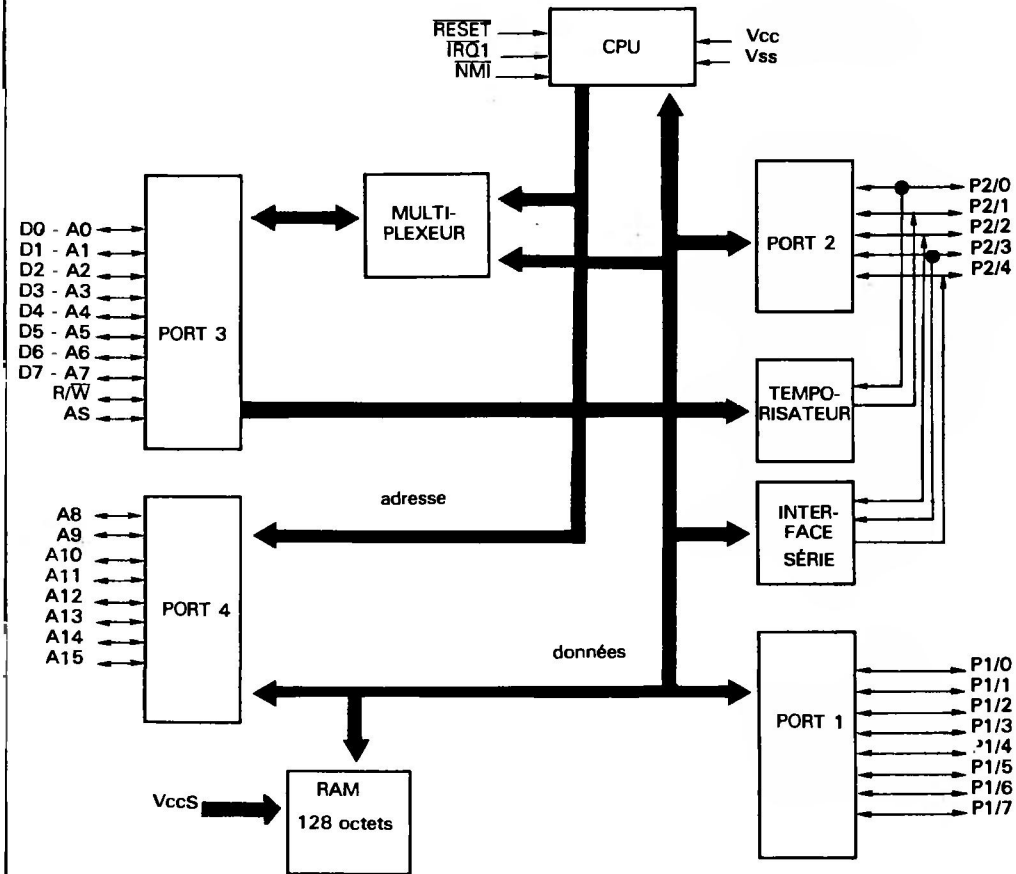 RESET
IRQ1
NMI
CPU
Vcc
Vss
D0 - A0
D1 - A1
D2 - A2
D3 - A3
D4 - A4
D5 - A5
D6 - A6
D7 - A7
R/W
AS
PORT 3
MULTI-
PLEXEUR
PORT 2
P2/0
P2/1
P2/2
P2/3
P2/4
TEMPO-
RISATEUR
adresse
INTER-
FACE
SÉRIE
A8
A9
A10
A11
A12
A13
A14
A15
PORT 4
données
PORT 1
P1/0
P1/1
P1/2
P1/3
P1/4
P1/5
P1/6
P1/7
VccS
RAM
128 octets